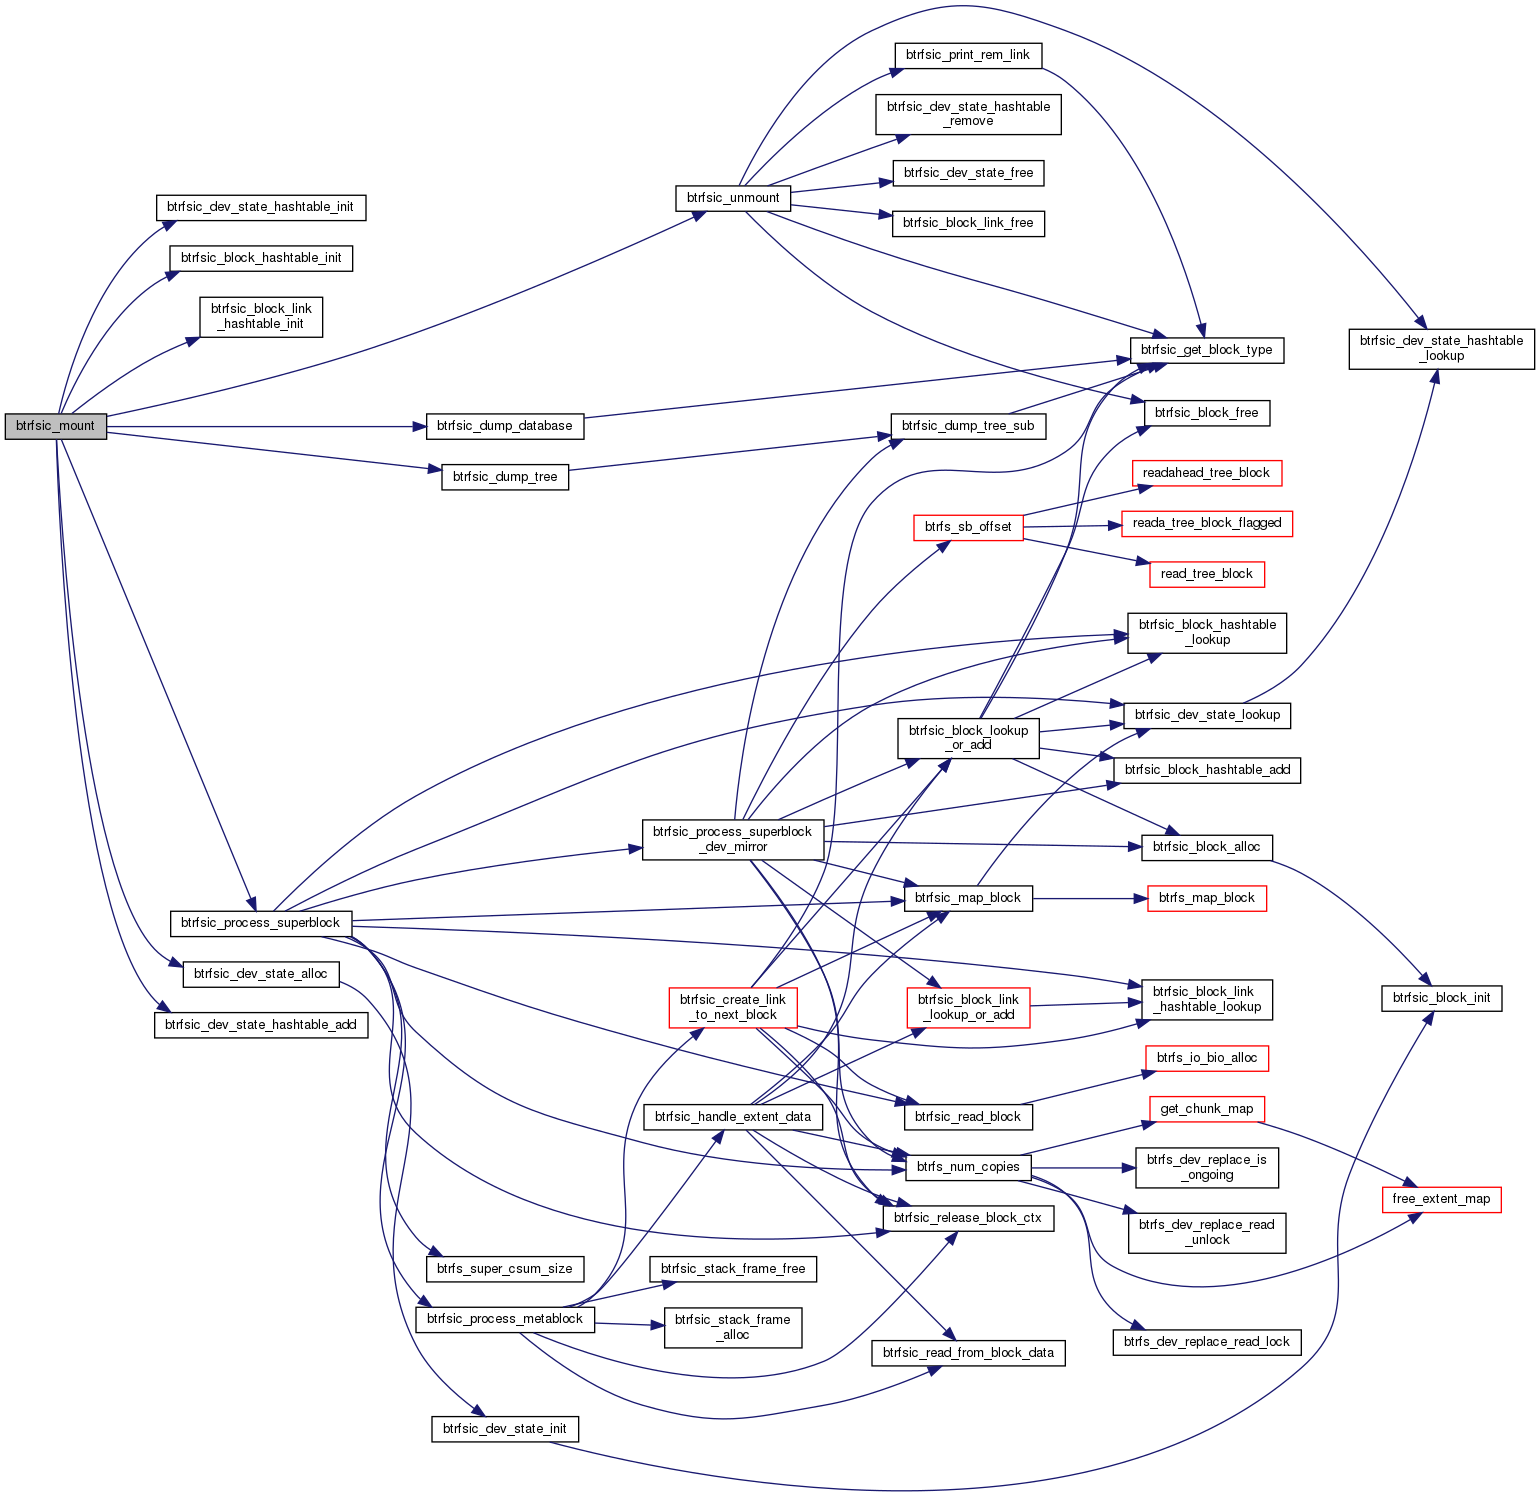 btrfsic_print_rem_link
btrfsic_dev_state_hashtable
_remove
btrfsic_dev_state_free
btrfsic_unmount
btrfsic_dev_state_hashtable_init
btrfsic_block_link_free
btrfsic_block_hashtable_init
btrfsic_block_link
_hashtable_init
btrfsic_get_block_type
btrfsic_dev_state_hashtable
_lookup
btrfsic_block_free
btrfsic_mount
btrfsic_dump_database
btrfsic_dump_tree_sub
btrfsic_dump_tree
readahead_tree_block
btrfs_sb_offset
reada_tree_block_flagged
read_tree_block
btrfsic_block_hashtable
_lookup
btrfsic_dev_state_lookup
btrfsic_block_lookup
_or_add
btrfsic_block_hashtable_add
btrfsic_process_superblock
_dev_mirror
btrfsic_block_alloc
btrfsic_map_block
btrfs_map_block
btrfsic_process_superblock
btrfsic_dev_state_alloc
btrfsic_create_link
_to_next_block
btrfsic_block_link
_lookup_or_add
btrfsic_block_link
_hashtable_lookup
btrfsic_block_init
btrfsic_dev_state_hashtable_add
btrfs_io_bio_alloc
btrfsic_handle_extent_data
btrfsic_read_block
get_chunk_map
btrfs_num_copies
btrfs_dev_replace_is
_ongoing
free_extent_map
btrfsic_release_block_ctx
btrfs_dev_replace_read
_unlock
btrfs_super_csum_size
btrfsic_stack_frame_free
btrfsic_process_metablock
btrfsic_stack_frame
_alloc
btrfs_dev_replace_read_lock
btrfsic_read_from_block_data
btrfsic_dev_state_init